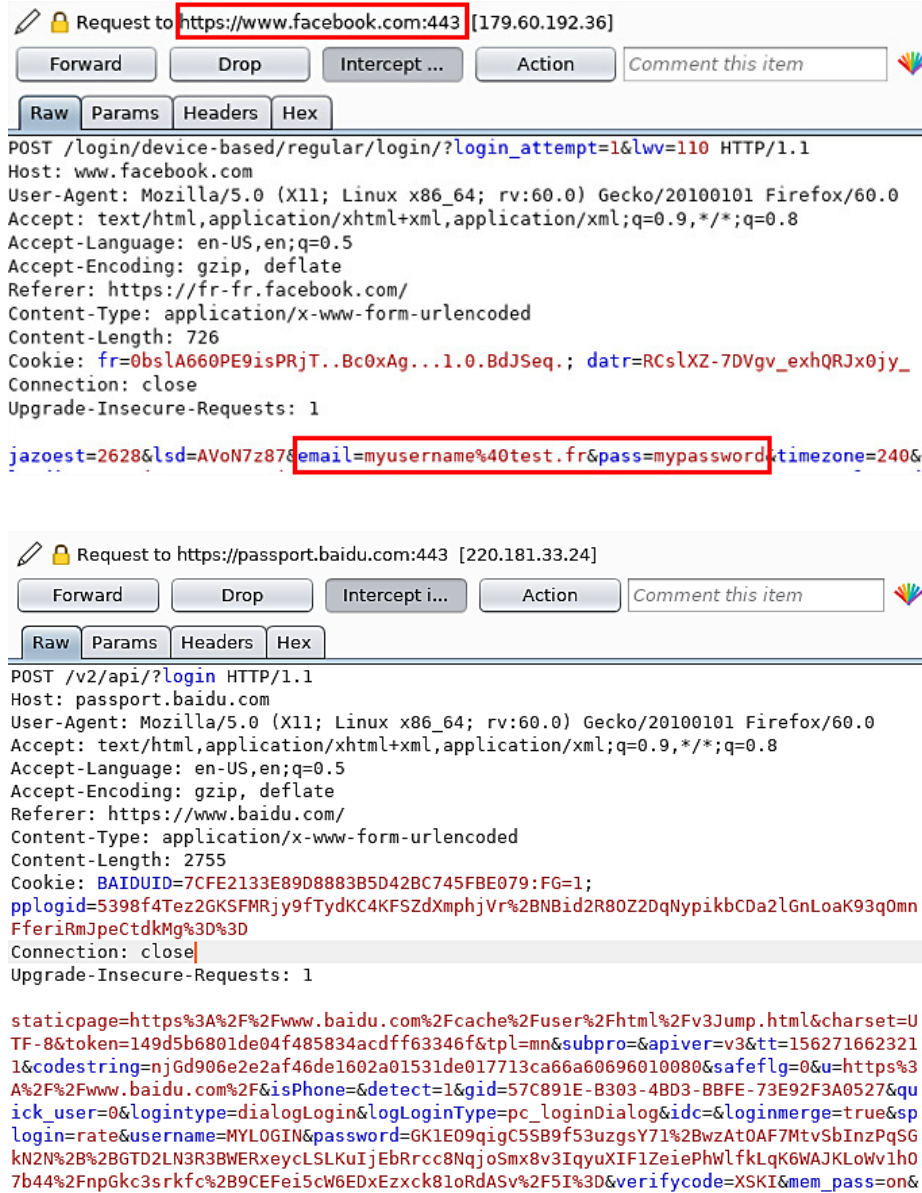 Request to https://www.facebook.com:443 [179.60.192.36]
Forward Drop Intercept ... Action Comment this item
Raw Params Headers Hex
POST /login/device-based/regular/login/?login_attempt=1&lwv=110 HTTP/1.1
Host: www.facebook.com
User-Agent: Mozilla/5.0 (X11; Linux x86_64; rv:60.0) Gecko/20100101 Firefox/60.0
Accept: text/html,application/xhtml+xml,application/xml;q=0.9,*/*;q=0.8
Accept-Language: en-US,en;q=0.5
Accept-Encoding: gzip, deflate
Referer: https://fr-fr.facebook.com/
Content-Type: application/x-www-form-urlencoded
Content-Length: 726
Cookie: fr=0bslA660PE9isPRjT..Bc0xAg...1.0.BdJSeq.; datr=RCslXZ-7DVgv_exhQRJx0jy_
Connection: close
Upgrade-Insecure-Requests: 1
jazoest=2628&lsd=AVoN7z87&email=myusername%40test.fr&pass=mypassword&timezone=240&
Request to https://passport.baidu.com:443 [220.181.33.24]
Forward Drop Intercept i... Action Comment this item
Raw Params Headers Hex
POST /v2/api/?login HTTP/1.1
Host: passport.baidu.com
User-Agent: Mozilla/5.0 (X11; Linux x86_64; rv:60.0) Gecko/20100101 Firefox/60.0
Accept: text/html,application/xhtml+xml,application/xml;q=0.9,*/*;q=0.8
Accept-Language: en-US,en;q=0.5
Accept-Encoding: gzip, deflate
Referer: https://www.baidu.com/
Content-Type: application/x-www-form-urlencoded
Content-Length: 2755
Cookie: BAIDUID=7CFE2133E89D8883B5D42BC745FBE079:FG=1;
pplogid=5398f4Tez2GKSFMRjy9fTydKC4KFSZdXmphjVr%2BNBid2R8OZ2DqNypikbCDa2lGnLoaK93qOmn
FferiRmJpeCtdkMg%3D%3D
Connection: close
Upgrade-Insecure-Requests: 1
staticpage=https%3A%2F%2Fwww.baidu.com%2Fcache%2Fuser%2Fhtml%2Fv3Jump.html&charset=U
TF-8&token=149d5b6801de04f485834acdff63346f&tpl=mn&subpro=&apiver=v3&tt=156271662321
1&codestring=njGd906e2e2af46de1602a01531de017713ca66a60696010080&safeflg=0&u=https%3
A%2F%2Fwww.baidu.com%2F&isPhone=&detect=1&gid=57C891E-B303-4BD3-BBFE-73E92F3A0527&qu
ick_user=0&logintype=dialogLogin&logLoginType=pc_loginDialog&idc=&loginmerge=true&sp
login=rate&username=MYLOGIN&password=GK1EO9qigC5SB9f53uzgsY71%2BwzAtOAF7MtvSbInzPqSG
kN2N%2B%2BGTD2LN3R3BWERxeycLSLKuIjEbRrcc8NqjoSmx8v3IqyuXIF1ZeiePhWlfkLqK6WAJKLoWv1hO
7b44%2FnpGkc3srkfc%2B9CEFei5cW6EDxEzxck81oRdASv%2F5I%3D&verifycode=XSKI&mem_pass=on&